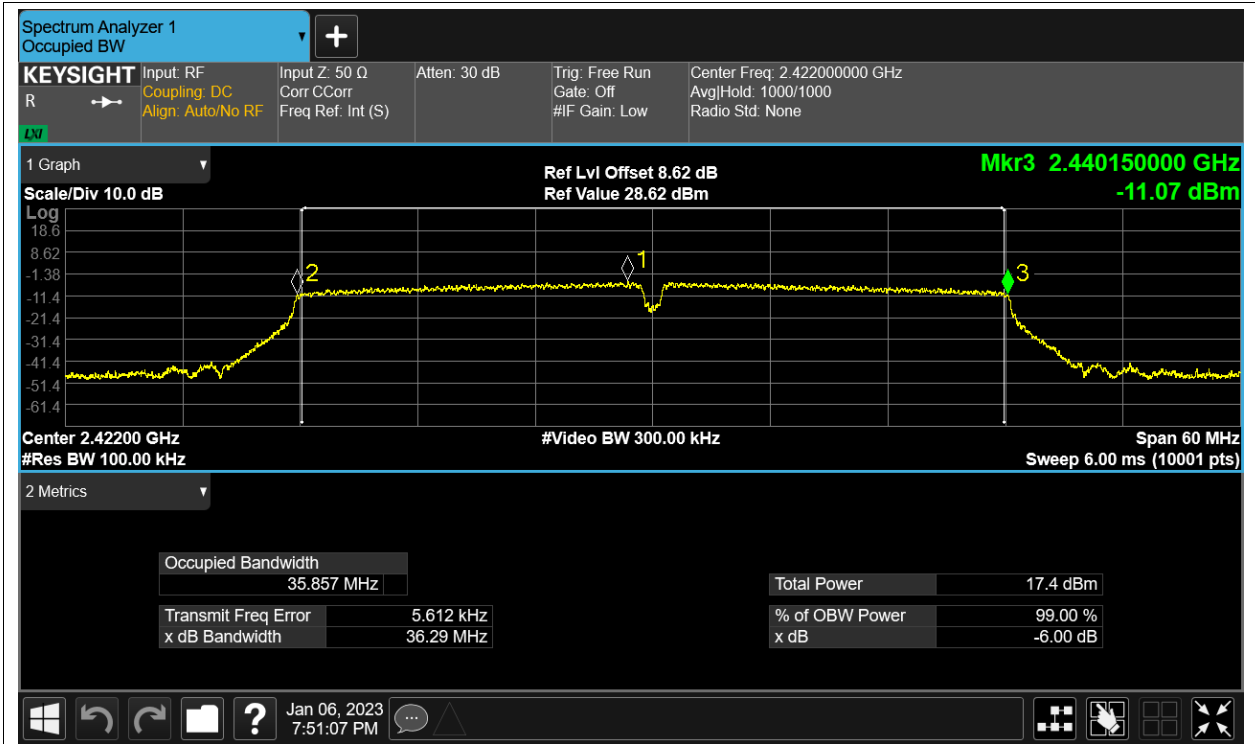 Spectrum Analyzer 1
Occupied BW
KEYSIGHT
R
LXI
Input: RF
Coupling: DC
Align: Auto/No RF
Input Z: 50 Ω
Corr CCorr
Freq Ref: Int (S)
Atten: 30 dB
Trig: Free Run
Gate: Off
#IF Gain: Low
Center Freq: 2.422000000 GHz
Avg|Hold: 1000/1000
Radio Std: None
1 Graph
Scale/Div 10.0 dB
Ref Lvl Offset 8.62 dB
Ref Value 28.62 dBm
Mkr3 2.440150000 GHz
-11.07 dBm
Log
18.6
8.62
-1.38
-11.4
-21.4
-31.4
-41.4
-51.4
-61.4
2
1
3
Center 2.42200 GHz
#Res BW 100.00 kHz
#Video BW 300.00 kHz
Span 60 MHz
Sweep 6.00 ms (10001 pts)
2 Metrics
Occupied Bandwidth
35.857 MHz
Transmit Freq Error 5.612 kHz
x dB Bandwidth 36.29 MHz
Total Power 17.4 dBm
% of OBW Power 99.00 %
x dB -6.00 dB
?
Jan 06, 2023
7:51:07 PM